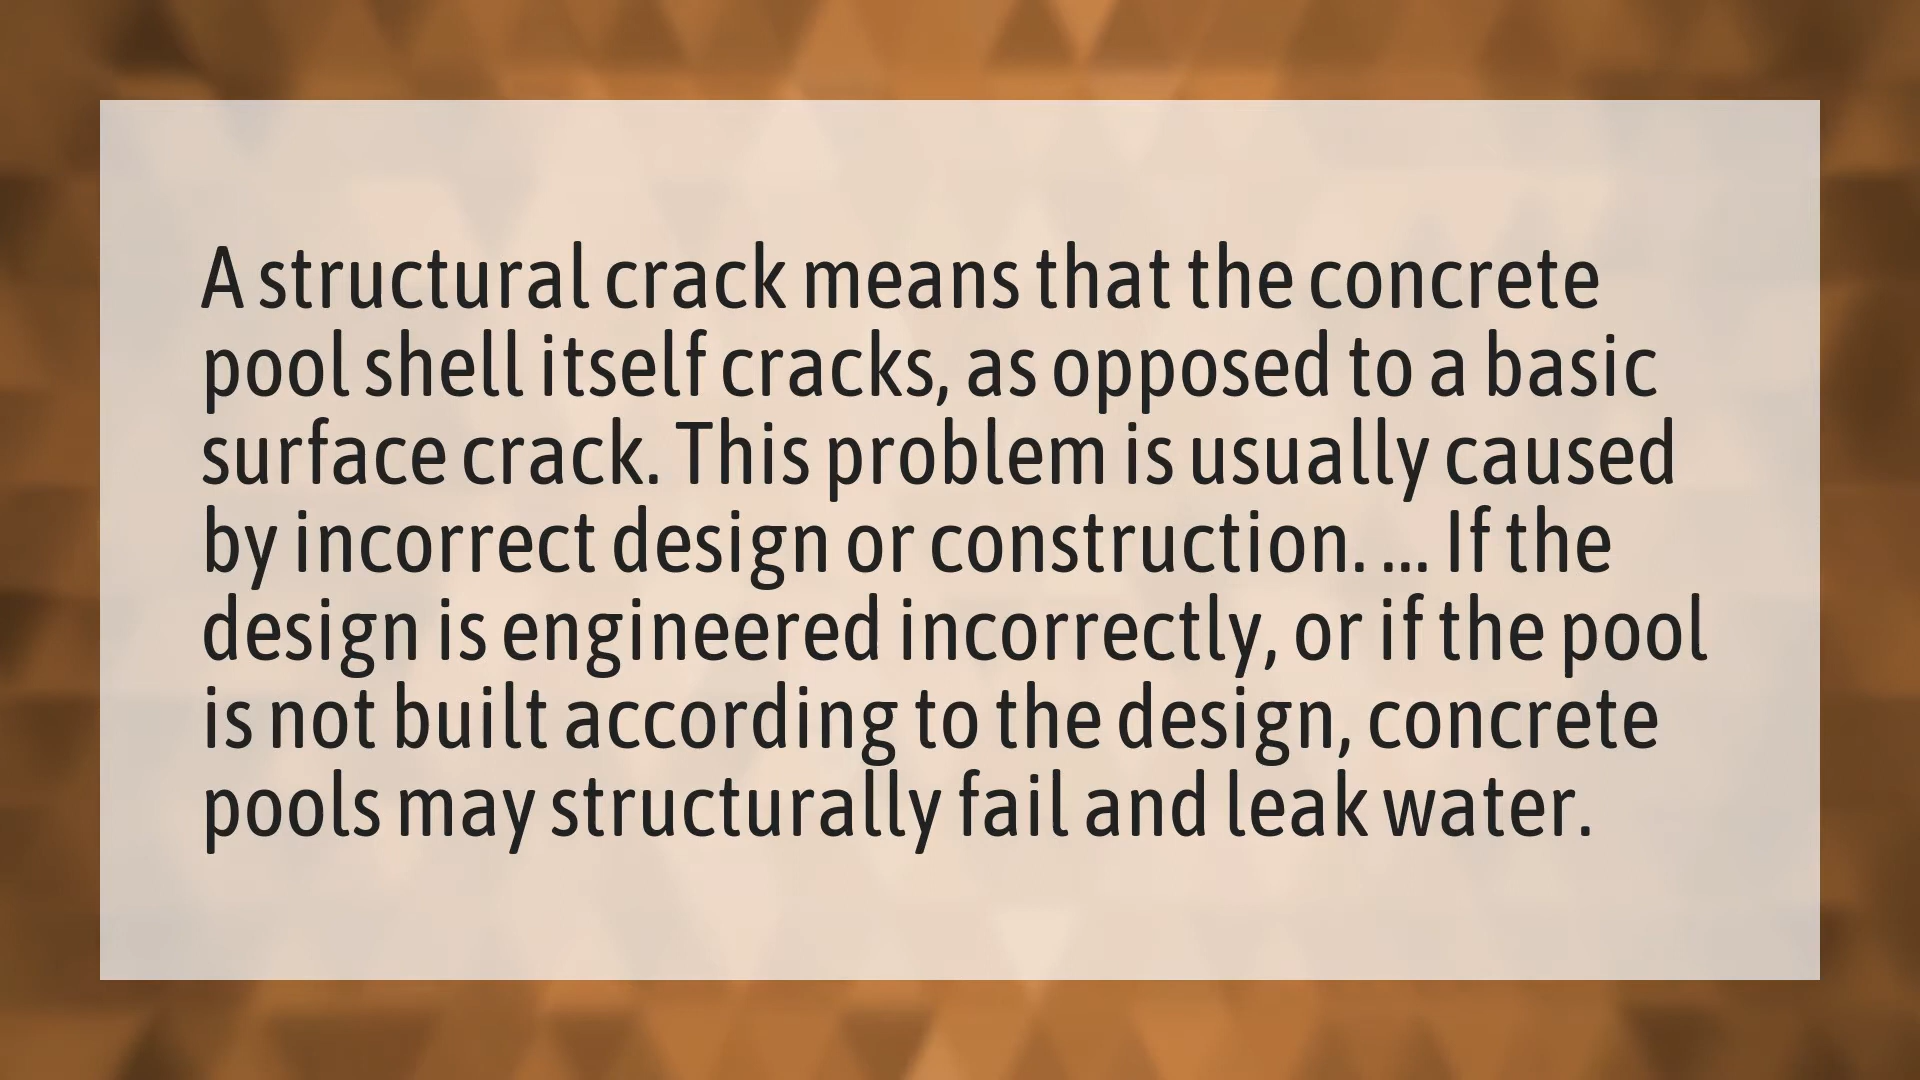 A structural crack means that the concrete
pool shell itself cracks, as opposed to a basic
surface crack. This problem is usually caused
by incorrect design or construction. ... If the
design is engineered incorrectly, or if the pool
is not built according to the design, concrete
pools may structurally fail and leak water.